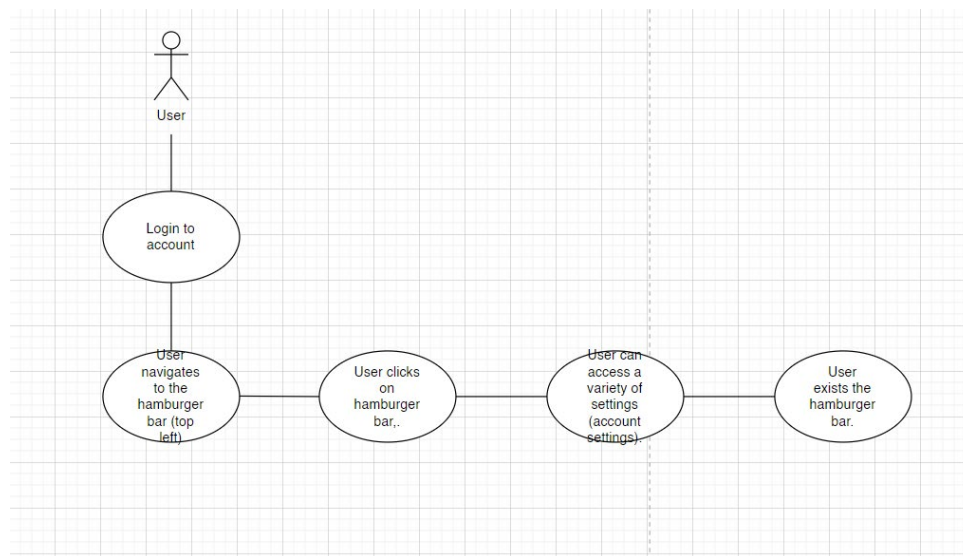 User
Login to
account
User
navigates
to the
hamburger
bar (top
left)
User clicks
on
hamburger
bar,.
User can
access a
variety of
settings
(account
settings).
User
exists the
hamburger
bar.